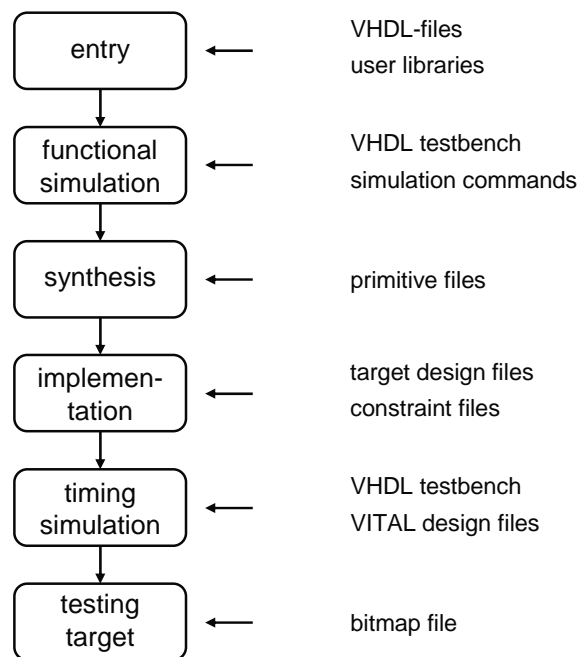 entry
VHDL-files
user libraries
functional
simulation
VHDL testbench
simulation commands
synthesis
primitive files
implemen-
tation
target design files
constraint files
timing
simulation
VHDL testbench
VITAL design files
testing
target
bitmap file